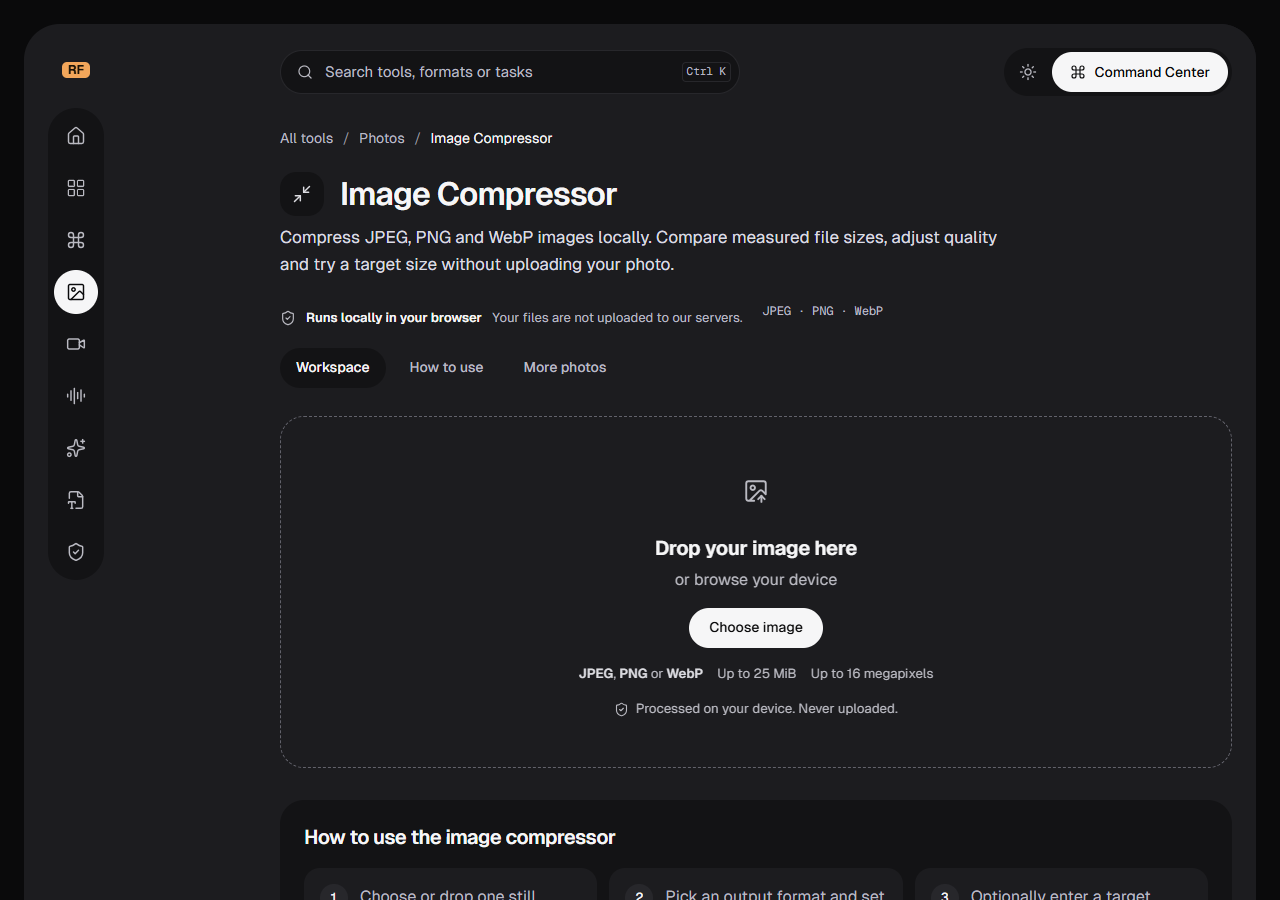 RF
Search tools, formats or tasks
Ctrl K
Command Center
All tools / Photos / Image Compressor
Image Compressor
Compress JPEG, PNG and WebP images locally. Compare measured file sizes, adjust quality
and try a target size without uploading your photo.
Runs locally in your browser Your files are not uploaded to our servers. JPEG · PNG · WebP
Workspace How to use More photos
Drop your image here
or browse your device
Choose image
JPEG, PNG or WebP Up to 25 MiB Up to 16 megapixels
Processed on your device. Never uploaded.
How to use the image compressor
1 Choose or drop one still
2 Pick an output format and set
3 Optionally enter a target